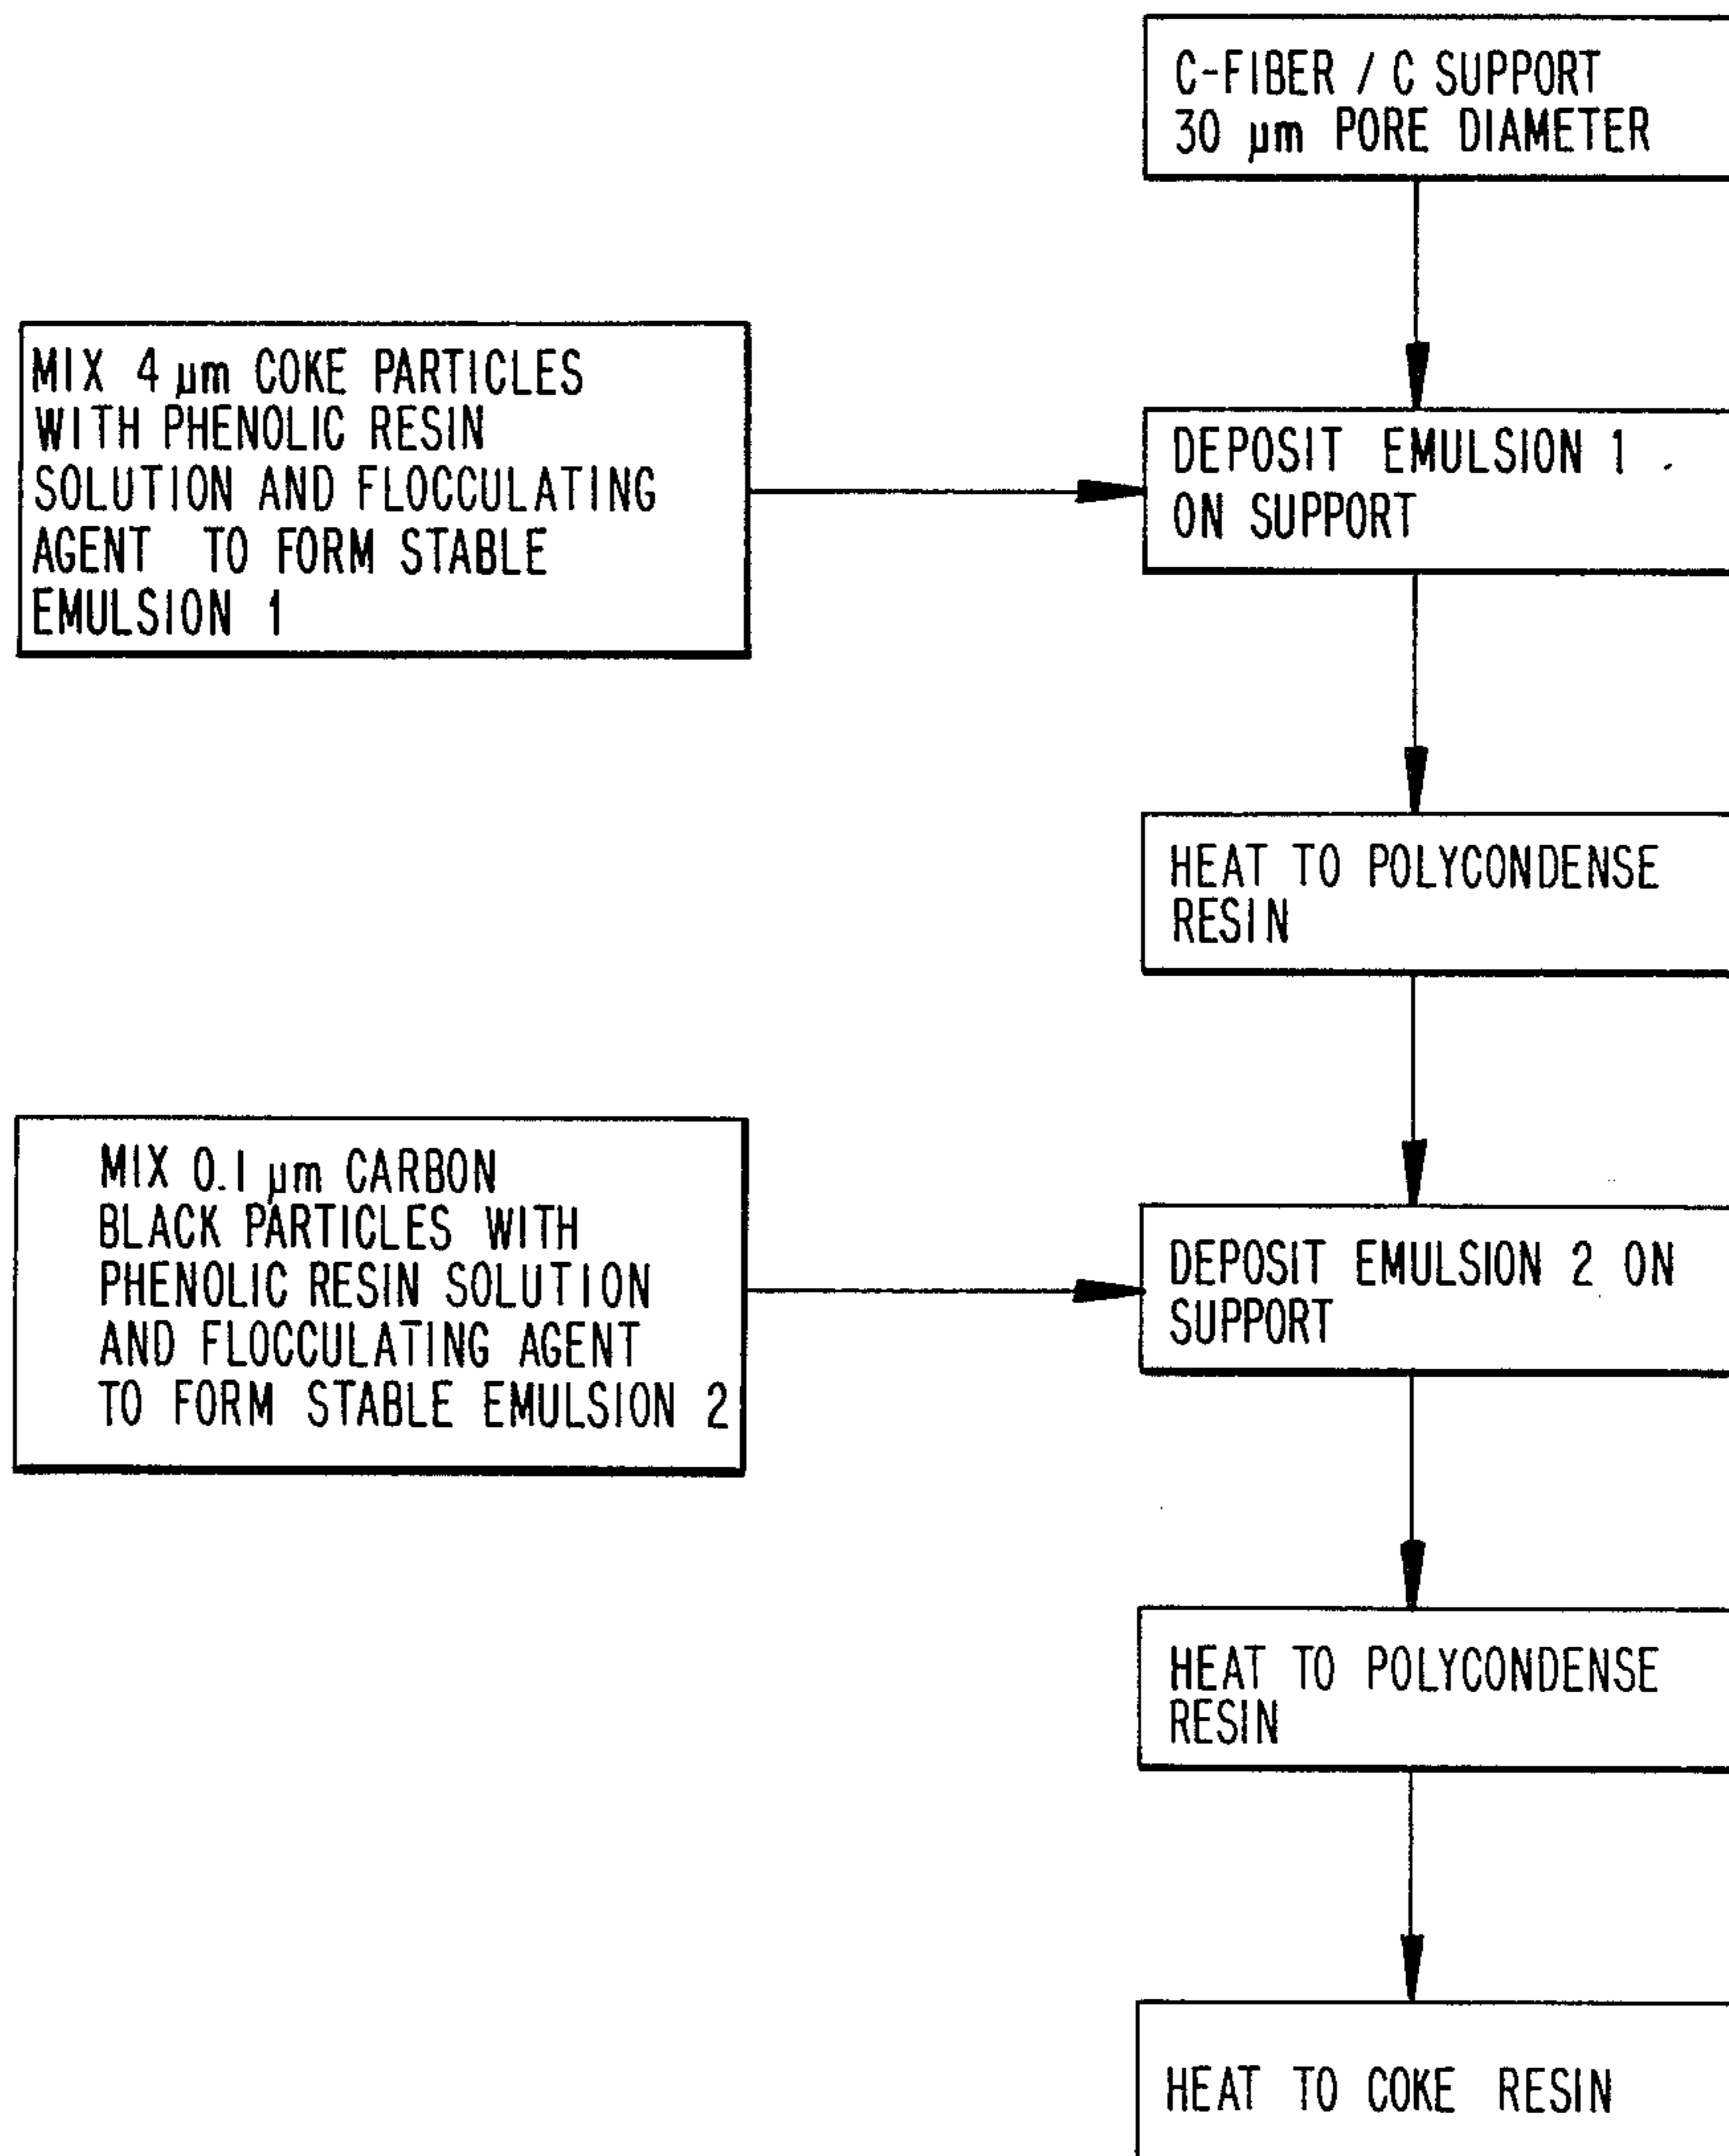 C-FIBER / C SUPPORT
30 µm PORE DIAMETER
MIX 4 µm COKE PARTICLES
WITH PHENOLIC RESIN
SOLUTION AND FLOCCULATING
AGENT TO FORM STABLE
EMULSION 1
DEPOSIT EMULSION 1
ON SUPPORT
HEAT TO POLYCONDENSE
RESIN
MIX 0.1 µm CARBON
BLACK PARTICLES WITH
PHENOLIC RESIN SOLUTION
AND FLOCCULATING AGENT
TO FORM STABLE EMULSION 2
DEPOSIT EMULSION 2 ON
SUPPORT
HEAT TO POLYCONDENSE
RESIN
HEAT TO COKE RESIN